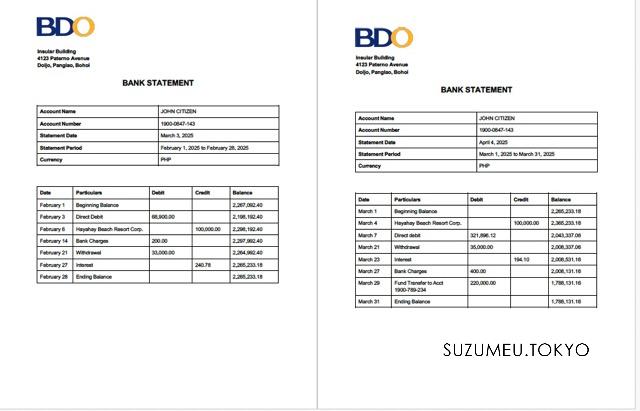 BDO
Insular Building
4123 Paterno Avenue
Doljo, Panglao, Bohol
BANK STATEMENT
Account Name JOHN CITIZEN
Account Number 1900-0847-143
Statement Date March 3, 2025
Statement Period February 1, 2025 to February 28, 2025
Currency PHP
Date Particulars Debit Credit Balance
February 1 Beginning Balance 2,267,092.40
February 3 Direct Debit 68,900.00 2,198,192.40
February 6 Hayahay Beach Resort Corp. 100,000.00 2,298,192.40
February 14 Bank Charges 200.00 2,297,992.40
February 21 Withdrawal 33,000.00 2,264,992.40
February 27 Interest 240.78 2,265,233.18
February 28 Ending Balance 2,265,233.18
BDO
Insular Building
4123 Paterno Avenue
Doljo, Panglao, Bohol
BANK STATEMENT
Account Name JOHN CITIZEN
Account Number 1900-0847-143
Statement Date April 4, 2025
Statement Period March 1, 2025 to March 31, 2025
Currency PHP
Date Particulars Debit Credit Balance
March 1 Beginning Balance 2,265,233.18
March 4 Hayahay Beach Resort Corp. 100,000.00 2,365,233.18
March 7 Direct debit 321,896.12 2,043,337.06
March 21 Withdrawal 35,000.00 2,008,337.06
March 23 Interest 194.10 2,008,531.16
March 27 Bank Charges 400.00 2,008,131.16
March 29 Fund Transfer to Acct 220,000.00 1,788,131.16
1900-789-234
March 31 Ending Balance 1,788,131.16
SUZUMEU.TOKYO